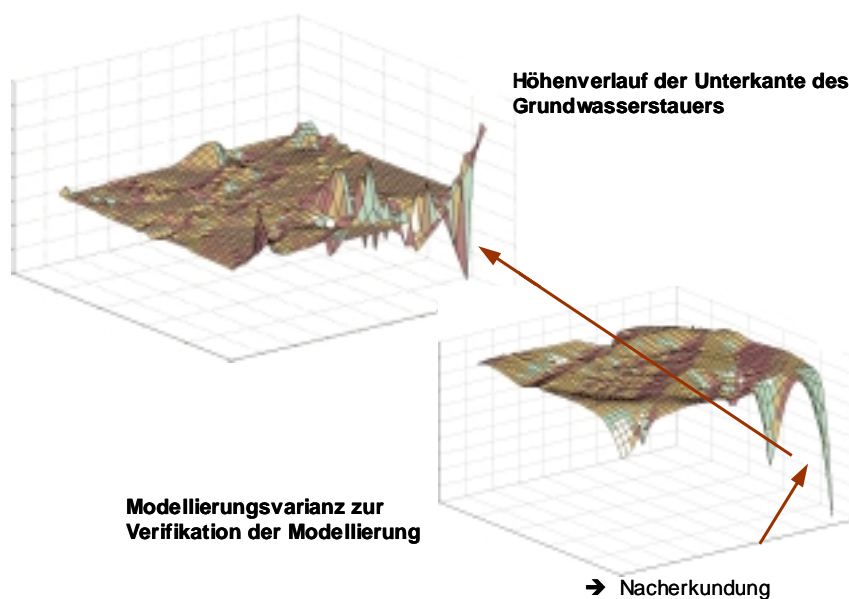 Höhenverlauf der Unterkante des
Grundwasserstauers
Modellierungsvarianz zur
Verifikation der Modellierung
➔ Nacherkundung